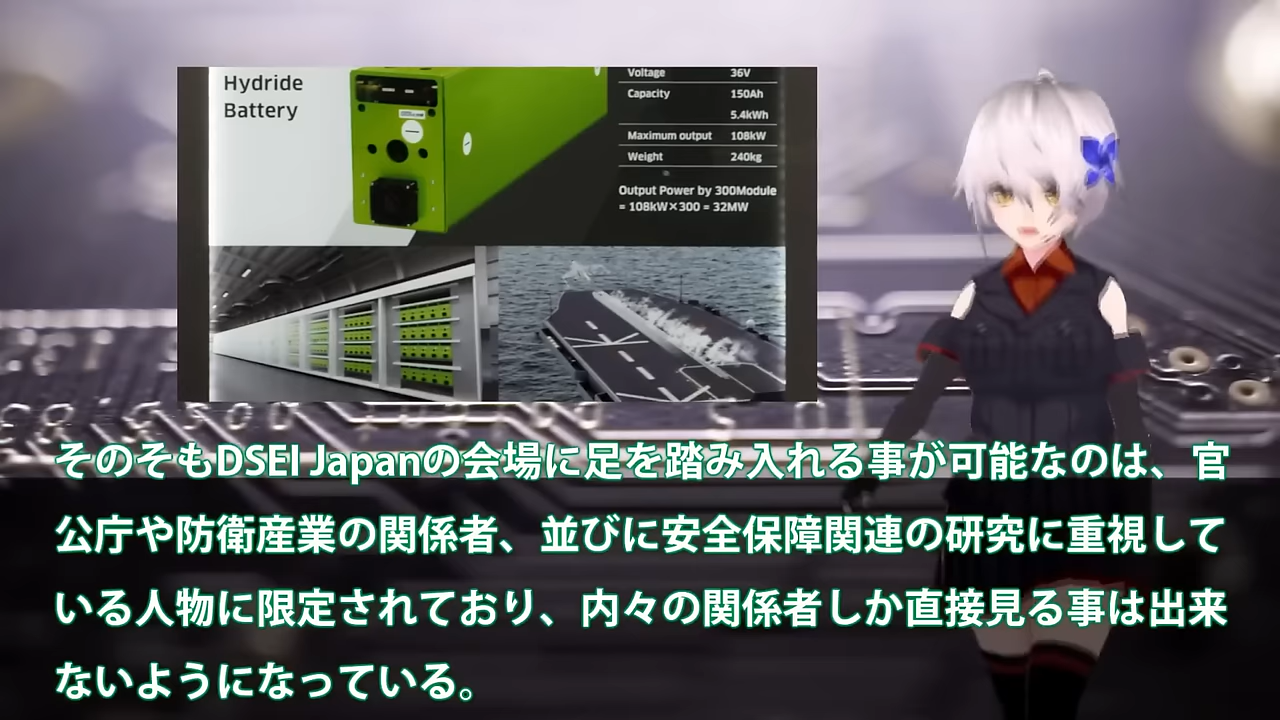 Hydride
Battery
Voltage 36V
Capacity 150Ah
5.4kWh
Maximum output 108kW
Weight 240kg
Output Power by 300Module
= 108kW×300 = 32MW
そのそもDSEI Japanの会場に足を踏み入れる事が可能なのは、官
公庁や防衛産業の関係者、並びに安全保障関連の研究に重視して
いる人物に限定されており、内々の関係者しか直接見る事は出来
ないようになっている。